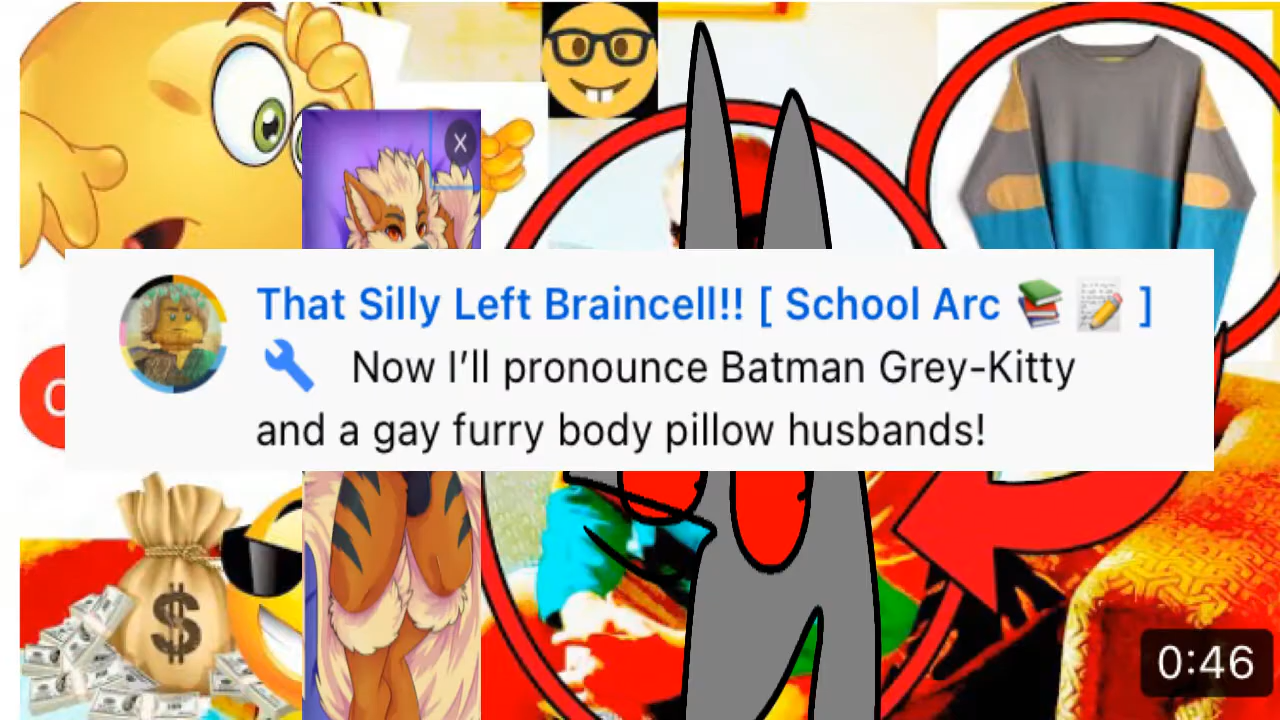 X
That Silly Left Braincell!! [ School Arc 📚 📝 ]
🔧 Now I'll pronounce Batman Grey-Kitty
and a gay furry body pillow husbands!
$
0:46